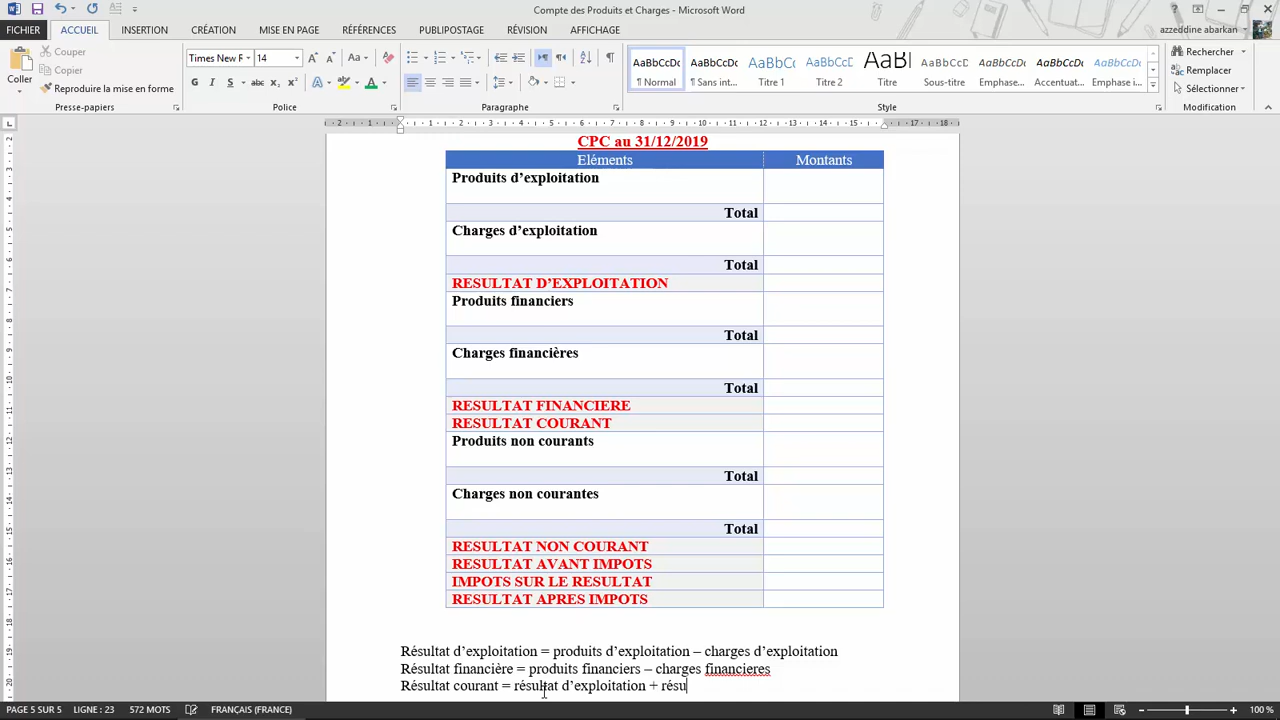 Compte des Produits et Charges - Microsoft Word
FICHIER ACCUEIL INSERTION CRÉATION MISE EN PAGE RÉFÉRENCES PUBLIPOSTAGE RÉVISION AFFICHAGE azzeddine abarkan
Coller
Couper
Copier
Reproduire la mise en forme
Presse-papiers
Times New F 14
Police
Paragraphe
AaBbCcDc AaBbCcDc AaBbCc AaBbCcC AaBl AaBbCcC AaBbCcDc AaBbCcDc AaBbCcDc
¶ Normal ¶ Sans int... Titre 1 Titre 2 Titre Sous-titre Emphase... Accentuat... Emphase...
Style
Rechercher
Remplacer
Sélectionner
Modification
CPC au 31/12/2019
Eléments Montants
Produits d’exploitation
Total
Charges d’exploitation
Total
RESULTAT D’EXPLOITATION
Produits financiers
Total
Charges financières
Total
RESULTAT FINANCIERE
RESULTAT COURANT
Produits non courants
Total
Charges non courantes
Total
RESULTAT NON COURANT
RESULTAT AVANT IMPOTS
IMPOTS SUR LE RESULTAT
RESULTAT APRES IMPOTS
Résultat d’exploitation = produits d’exploitation – charges d’exploitation
Résultat financière = produits financiers – charges financieres
Résultat courant = résultat d’exploitation + résu
PAGE 5 SUR 5 LIGNE : 23 572 MOTS FRANÇAIS (FRANCE) 100 %